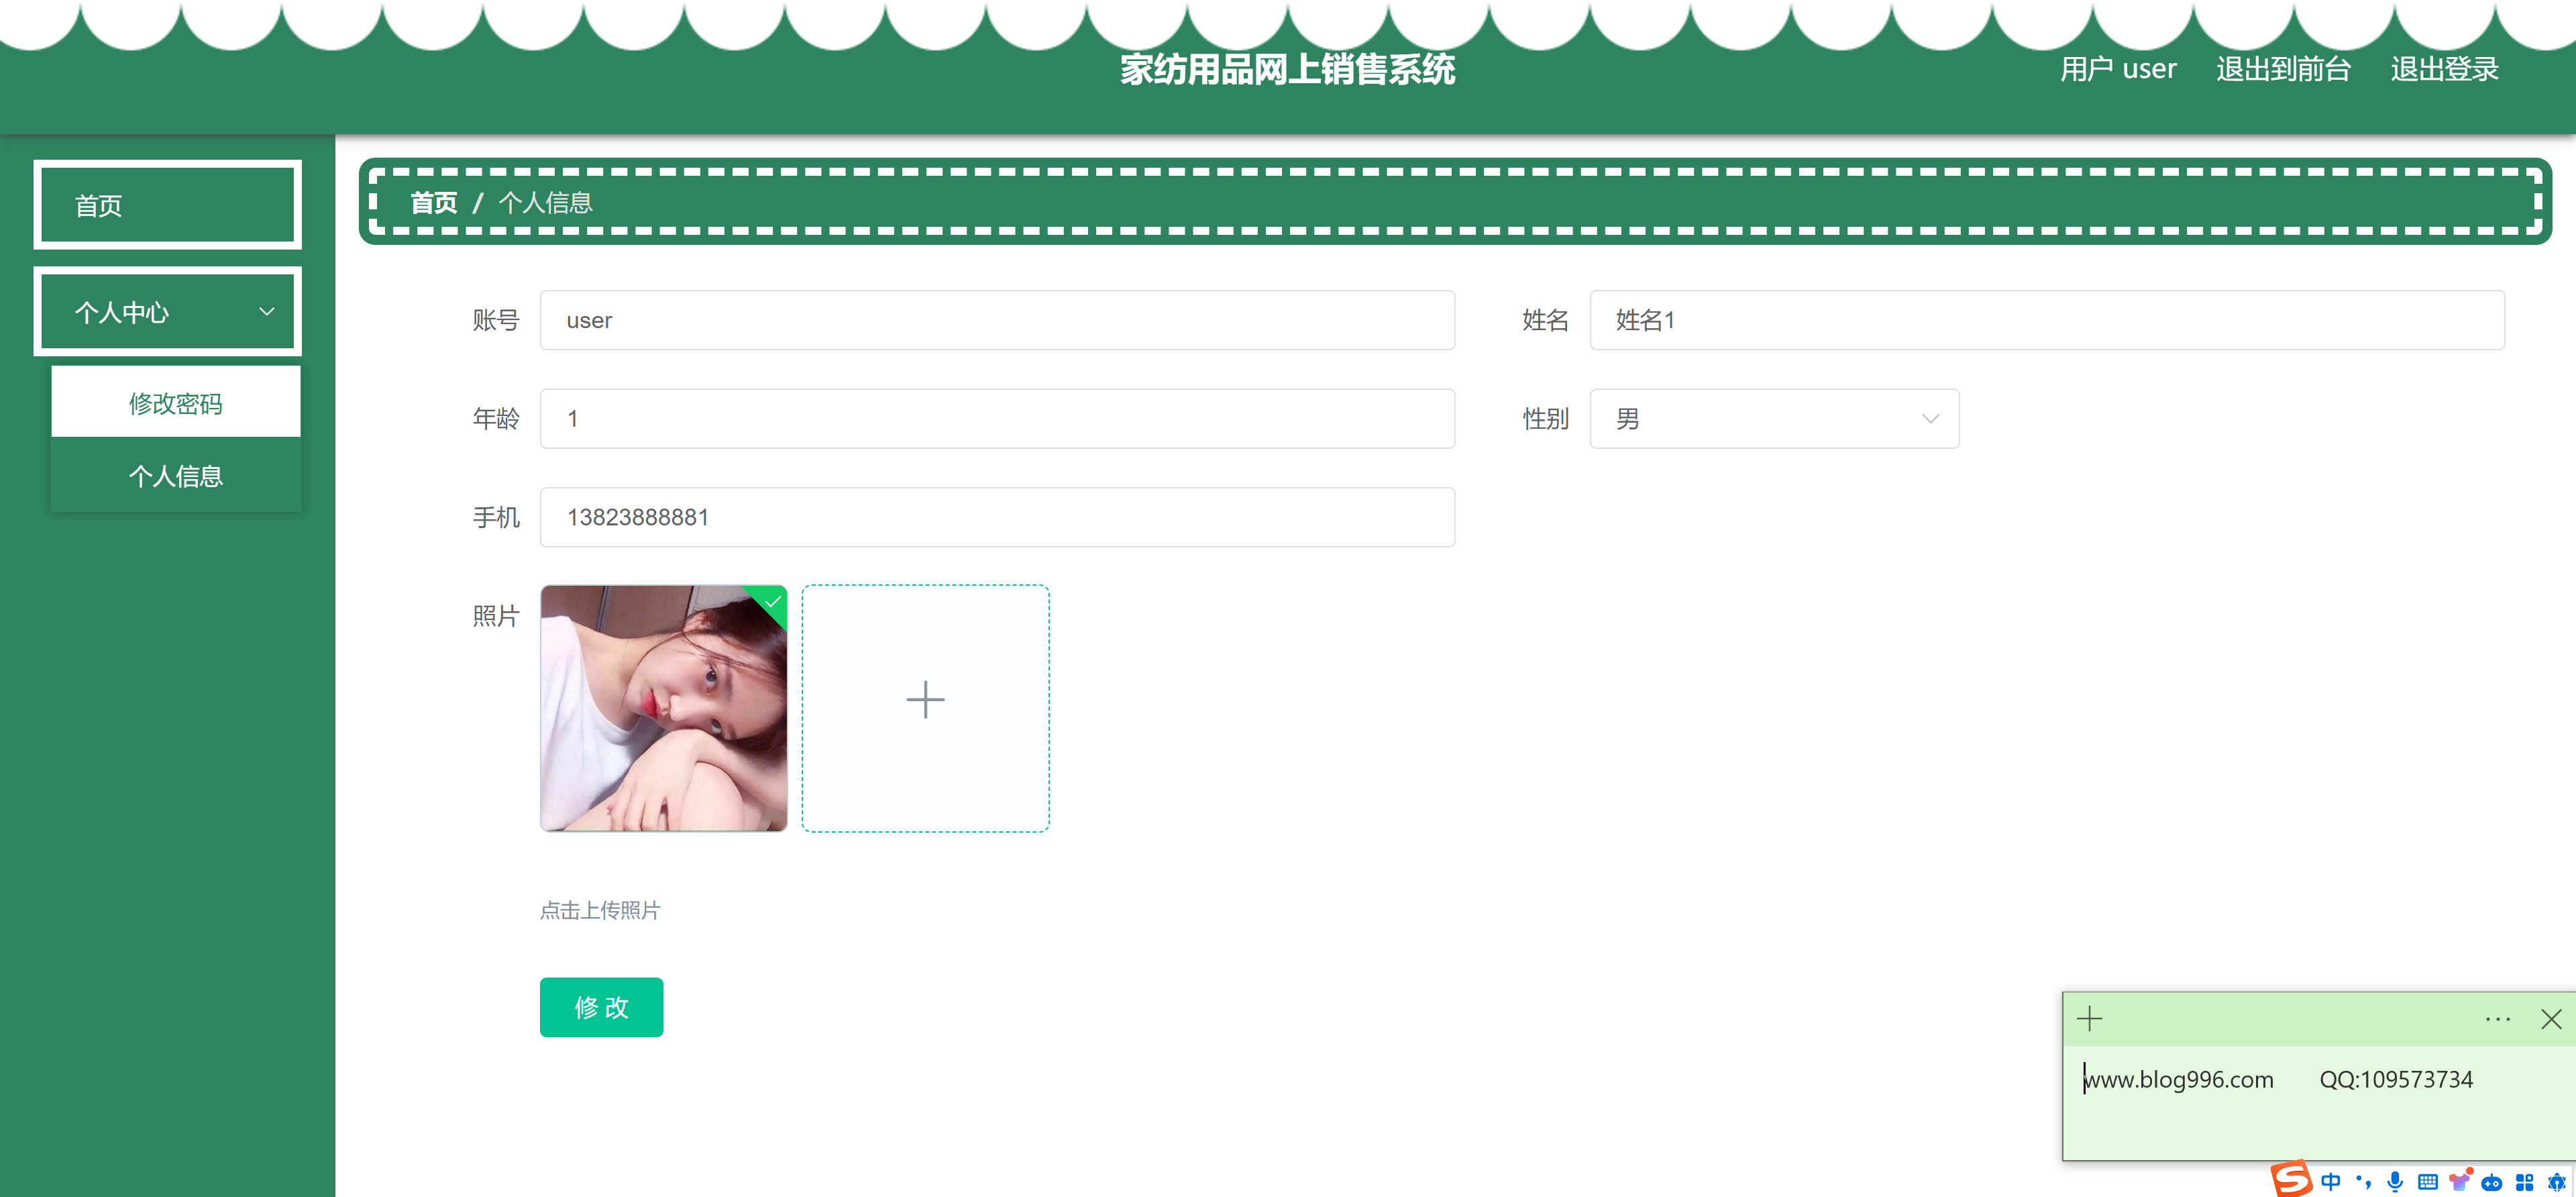 家纺用品网上销售系统
用户 user 退出到前台 退出登录
首页
首页 / 个人信息
个人中心
修改密码
个人信息
账号 user
姓名 姓名1
年龄 1
性别 男
手机 13823888881
照片
点击上传照片
修 改
www.blog996.com QQ:109573734
中